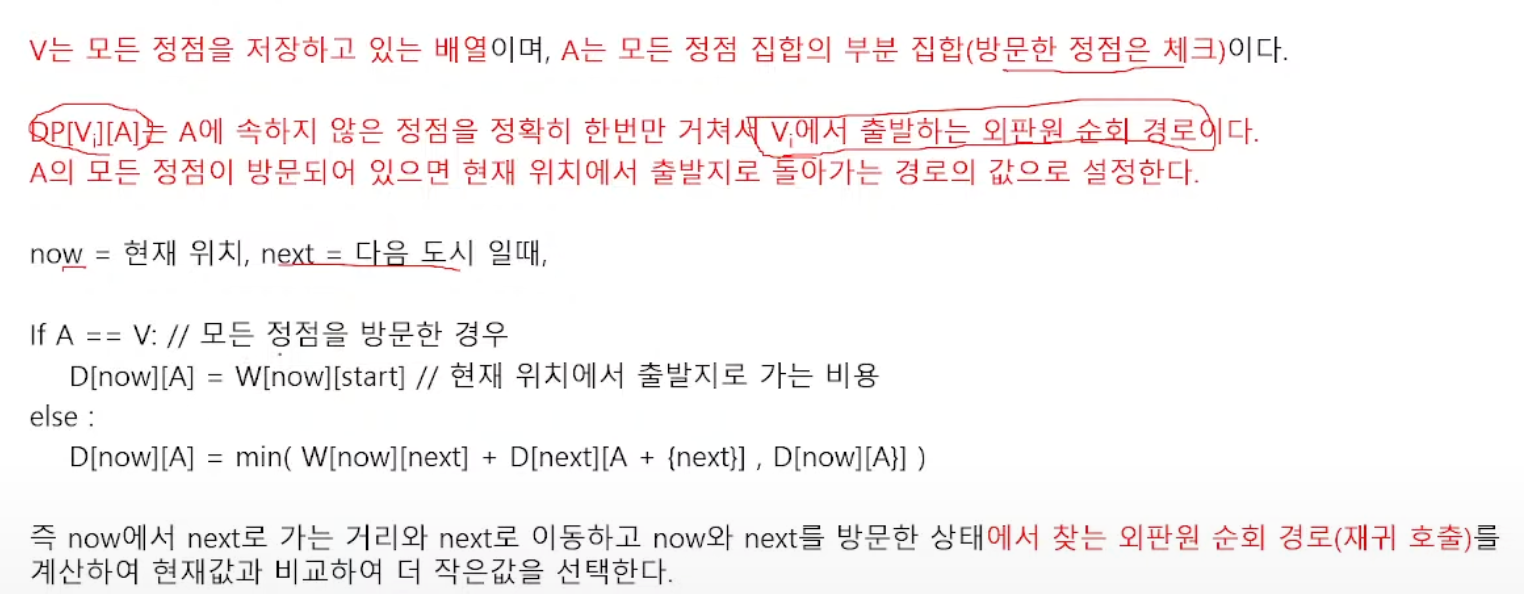 V는 모든 정점을 저장하고 있는 배열이며, A는 모든 정점 집합의 부분 집합(방문한 정점은 체크)이다.
DP[Vi][A]는 A에 속하지 않은 정점을 정확히 한번만 거쳐서 Vi에서 출발하는 외판원 순회 경로이다.
A의 모든 정점이 방문되어 있으면 현재 위치에서 출발지로 돌아가는 경로의 값으로 설정한다.
now = 현재 위치, next = 다음 도시 일때,
If A == V: // 모든 정점을 방문한 경우
D[now][A] = W[now][start] // 현재 위치에서 출발지로 가는 비용
else :
D[now][A] = min( W[now][next] + D[next][A + {next}] , D[now][A}] )
즉 now에서 next로 가는 거리와 next로 이동하고 now와 next를 방문한 상태에서 찾는 외판원 순회 경로(재귀 호출)를
계산하여 현재값과 비교하여 더 작은값을 선택한다.